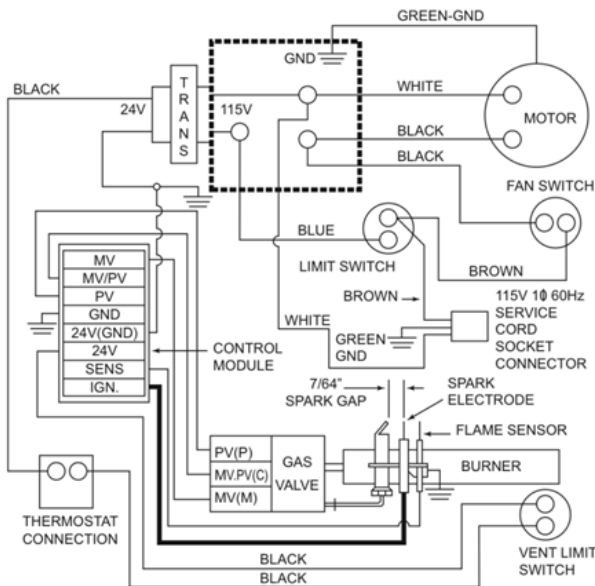 GREEN-GND
GND
BLACK
24V
TRANS
115V
WHITE
MOTOR
BLACK
BLACK
FAN SWITCH
BLUE
LIMIT SWITCH
BROWN
BROWN
115V 1ϕ 60Hz
SERVICE
CORD
SOCKET
CONNECTOR
WHITE
GREEN
GND
MV
MV/PV
PV
GND
24V(GND)
24V
SENS
IGN.
CONTROL
MODULE
7/64"
SPARK GAP
SPARK
ELECTRODE
FLAME SENSOR
PV(P)
MV.PV(C)
MV(M)
GAS
VALVE
BURNER
THERMOSTAT
CONNECTION
BLACK
BLACK
VENT LIMIT
SWITCH